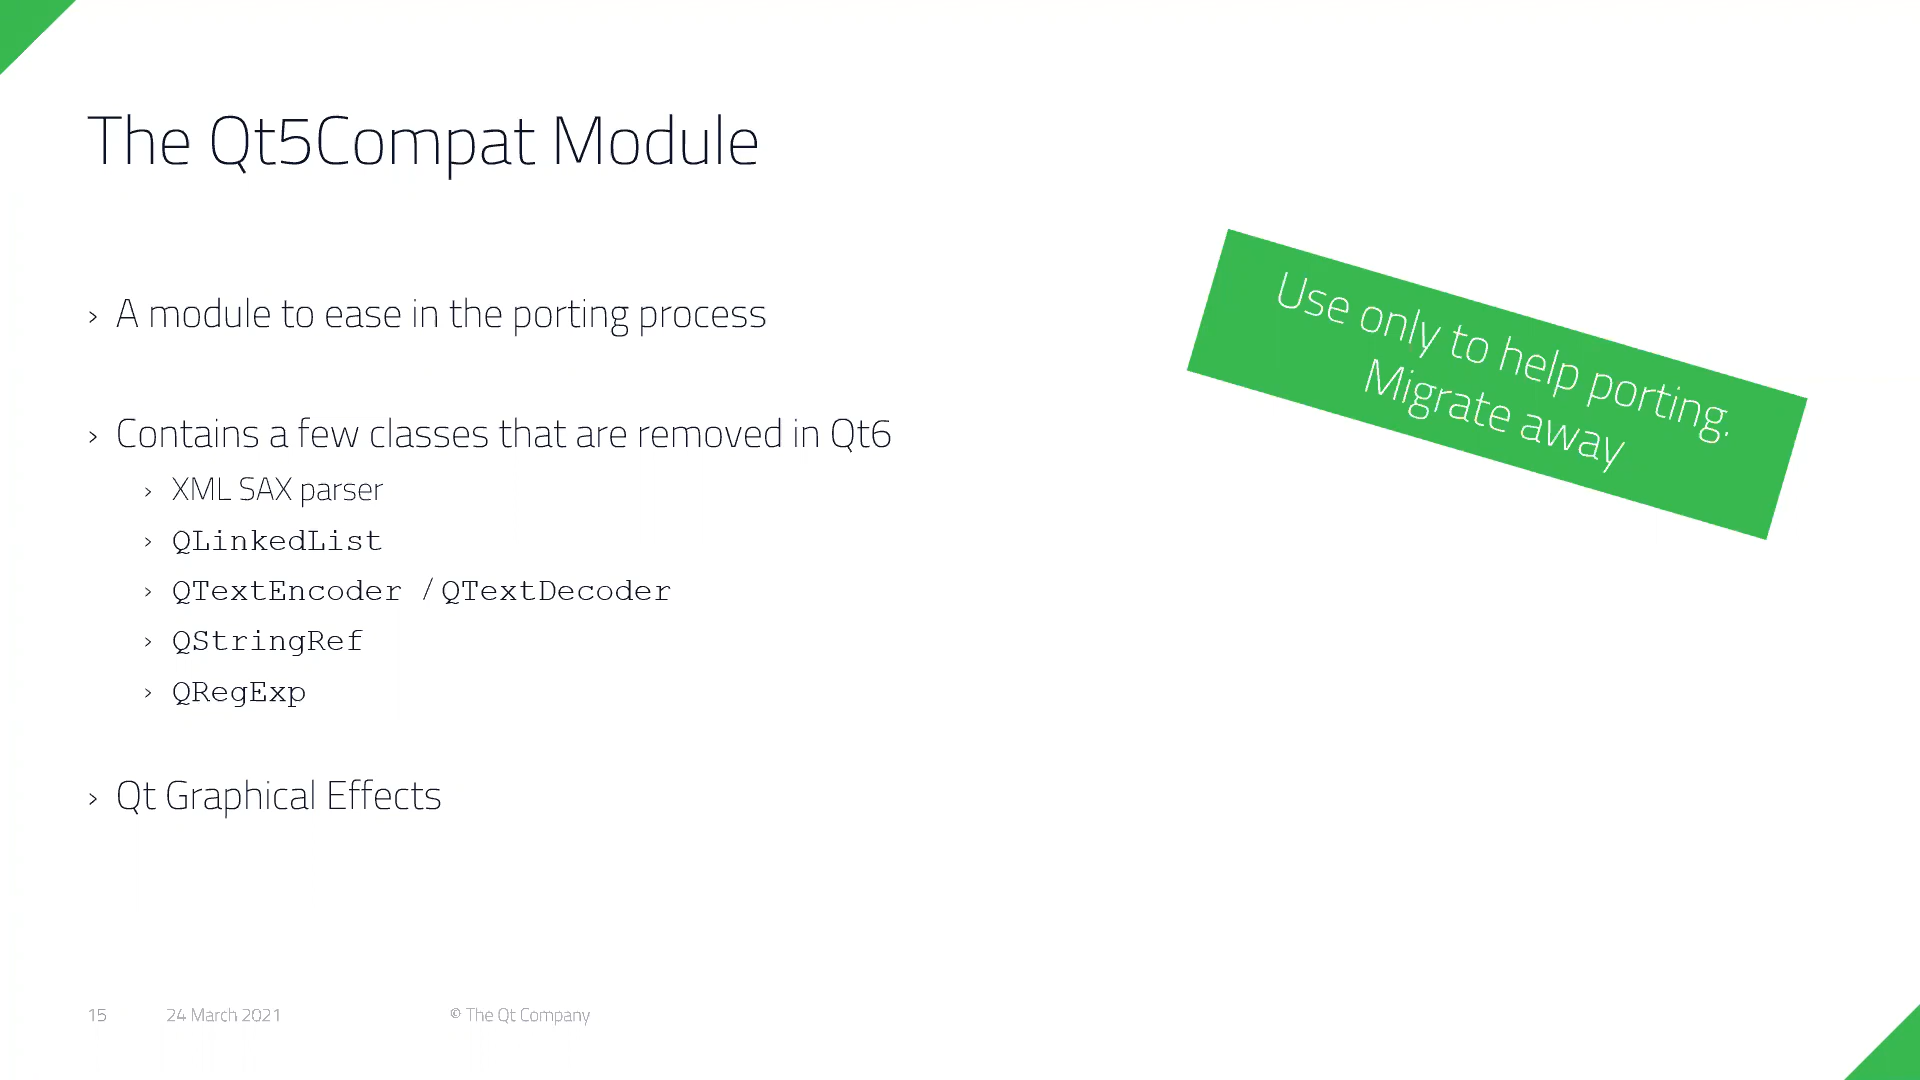 The Qt5Compat Module
› A module to ease in the porting process
› Contains a few classes that are removed in Qt6
› XML SAX parser
› QLinkedList
› QTextEncoder / QTextDecoder
› QStringRef
› QRegExp
› Qt Graphical Effects
Use only to help porting.
Migrate away
15 24 March 2021 © The Qt Company